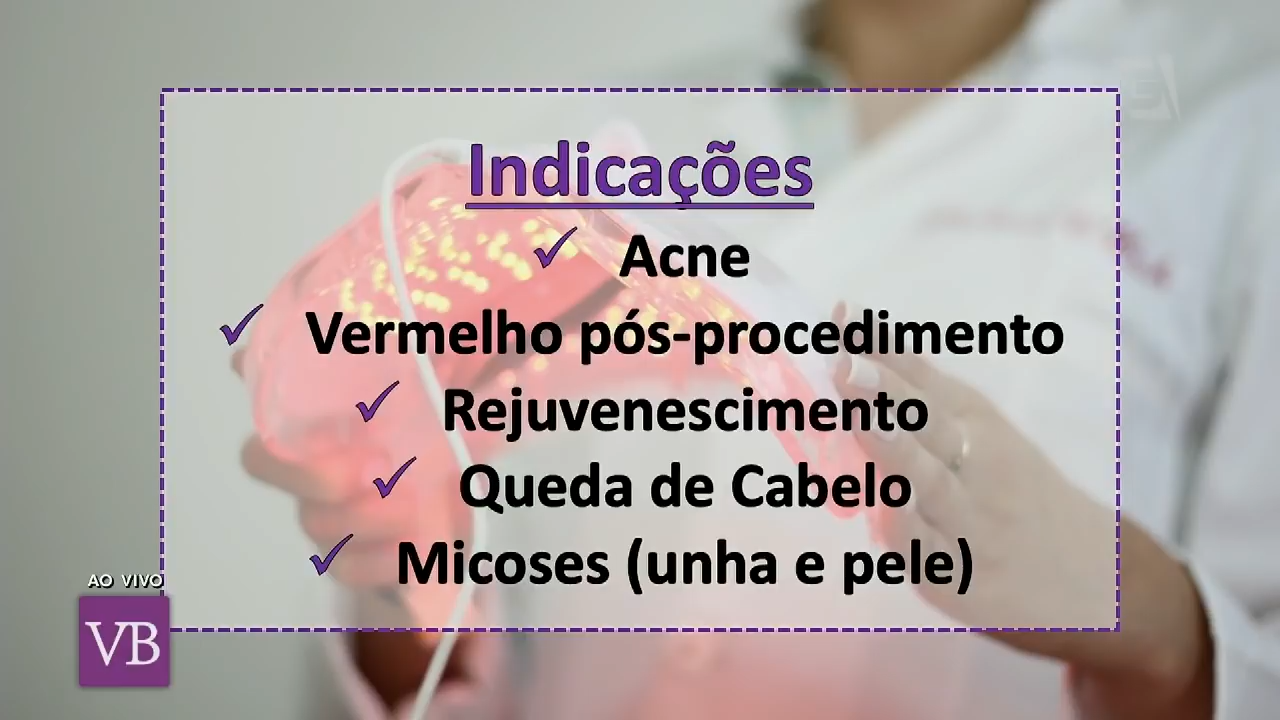 Indicações
✓ Acne
✓ Vermelho pós-procedimento
✓ Rejuvenescimento
✓ Queda de Cabelo
✓ Micoses (unha e pele)
AO VIVO
VB